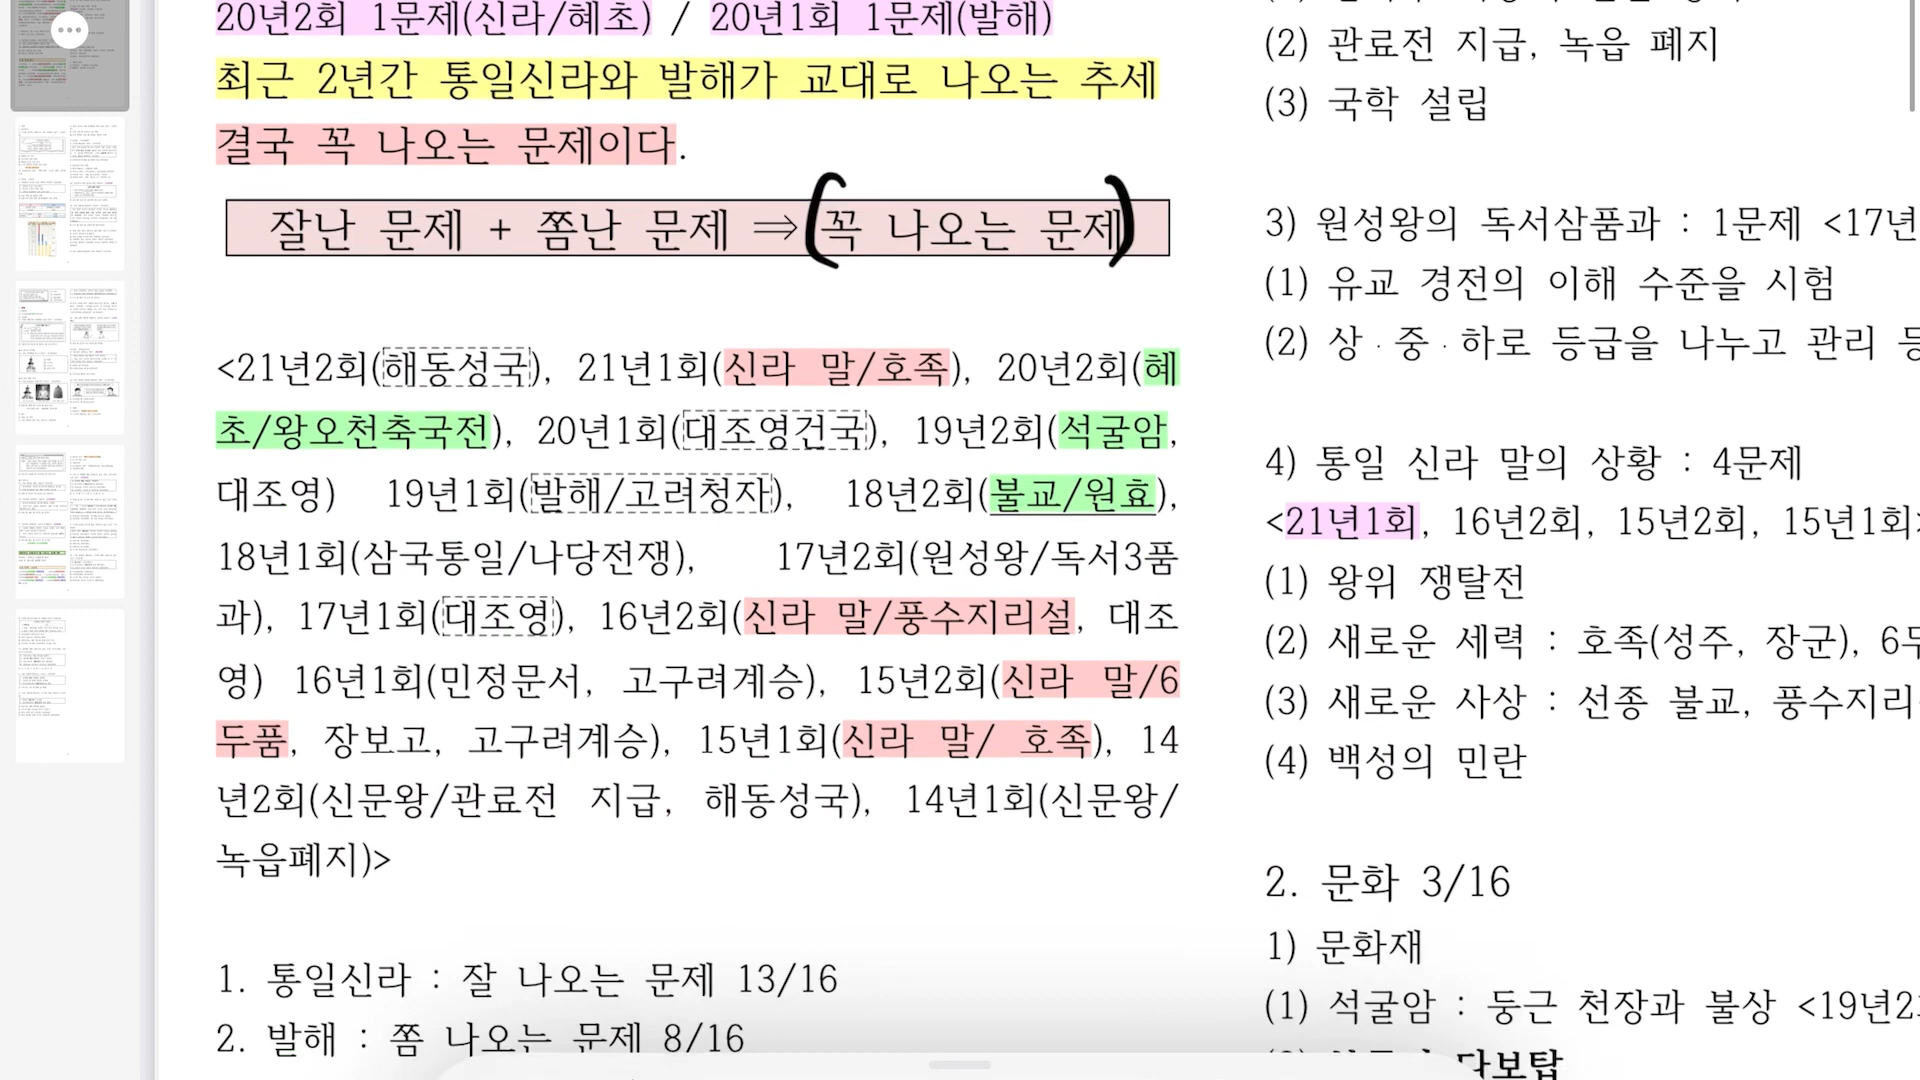 20년2회 1문제(신라/혜초) / 20년1회 1문제(발해)
최근 2년간 통일신라와 발해가 교대로 나오는 추세
결국 꼭 나오는 문제이다.
잘난 문제 + 쫌난 문제 ⇒ (꼭 나오는 문제)
<21년2회(해동성국), 21년1회(신라 말/호족), 20년2회(혜
초/왕오천축국전), 20년1회(대조영건국), 19년2회(석굴암,
대조영) 19년1회(발해/고려청자), 18년2회(불교/원효),
18년1회(삼국통일/나당전쟁), 17년2회(원성왕/독서3품
과), 17년1회(대조영), 16년2회(신라 말/풍수지리설, 대조
영) 16년1회(민정문서, 고구려계승), 15년2회(신라 말/6
두품, 장보고, 고구려계승), 15년1회(신라 말/ 호족), 14
년2회(신문왕/관료전 지급, 해동성국), 14년1회(신문왕/
녹읍폐지)>
1. 통일신라 : 잘 나오는 문제 13/16
2. 발해 : 쫌 나오는 문제 8/16
(2) 관료전 지급, 녹읍 폐지
(3) 국학 설립
3) 원성왕의 독서삼품과 : 1문제 <17년
(1) 유교 경전의 이해 수준을 시험
(2) 상·중·하로 등급을 나누고 관리 등
4) 통일 신라 말의 상황 : 4문제
<21년1회, 16년2회, 15년2회, 15년1회>
(1) 왕위 쟁탈전
(2) 새로운 세력 : 호족(성주, 장군), 6두
(3) 새로운 사상 : 선종 불교, 풍수지리
(4) 백성의 민란
2. 문화 3/16
1) 문화재
(1) 석굴암 : 둥근 천장과 불상 <19년2
다보탑